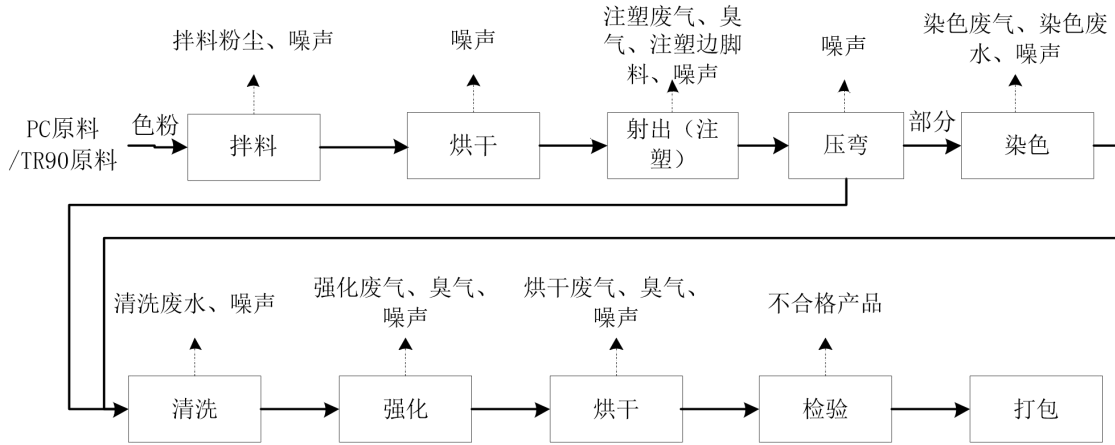 拌料粉尘、噪声
噪声
注塑废气、臭
气、注塑边脚
料、噪声
噪声
染色废气、染色废
水、噪声
PC原料
/TR90原料
色粉
拌料
烘干
射出（注
塑）
压弯
部分
染色
清洗废水、噪声
强化废气、臭气、
噪声
烘干废气、臭气、
噪声
不合格产品
清洗
强化
烘干
检验
打包